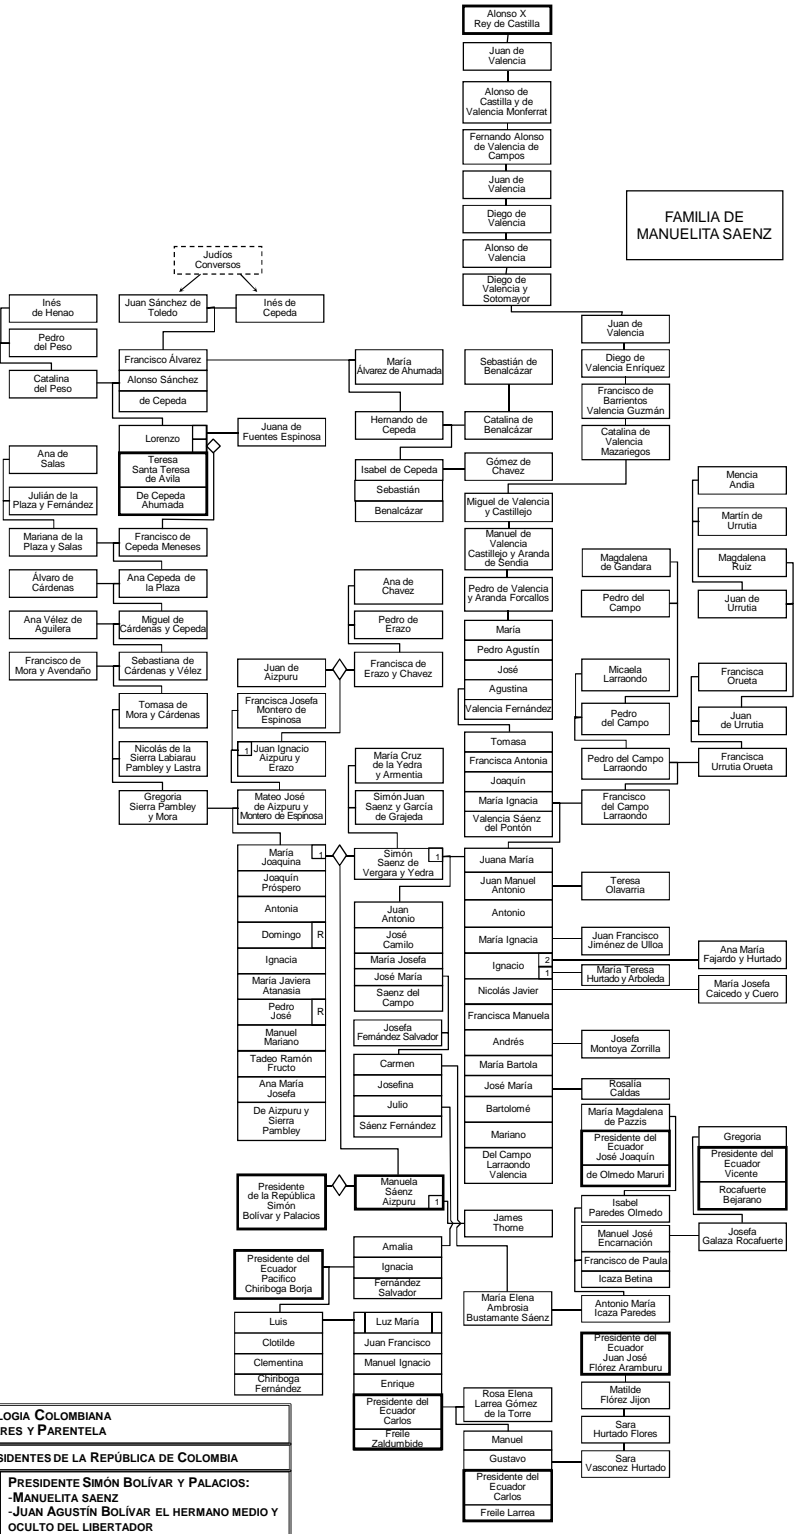 Alonso X
Rey de Castilla
Juan de
Valencia
Alonso de
Castilla y de
Valencia Monferrat
Fernando Alonso
de Valencia de
Campos
Juan de
Valencia
Diego de
Valencia
Alonso de
Valencia
Diego de
Valencia y
Sotomayor
FAMILIA DE
MANUELITA SAENZ
Judíos
Conversos
Inés
de Henao
Juan Sánchez de
Toledo
Inés de
Cepeda
Juan de
Valencia
Pedro
del Peso
Catalina
del Peso
Francisco Álvarez
Alonso Sánchez
de Cepeda
María
Álvarez de Ahumada
Sebastián de
Benalcázar
Diego de
Valencia Enríquez
Francisco de
Barrientos
Valencia Guzmán
Catalina de
Valencia
Mazariegos
Lorenzo
Teresa
Santa Teresa
de Avila
De Cepeda
Ahumada
Juana de
Fuentes Espinosa
Hernando de
Cepeda
Catalina de
Benalcázar
Isabel de Cepeda
Sebastián
Benalcázar
Gómez de
Chavez
Ana de
Salas
Julián de la
Plaza y Fernández
Mariana de la
Plaza y Salas
Francisco de
Cepeda Meneses
Miguel de Valencia
y Castillejo
Manuel de
Valencia
Castillejo y Aranda
de Sendia
Pedro de Valencia
y Aranda Forcallos
Mencia
Andia
Martín de
Urrutia
Magdalena
Ruiz
Juan de
Urrutia
Magdalena
de Gandara
Pedro del
Campo
Álvaro de
Cárdenas
Ana Cepeda de
la Plaza
Ana Vélez de
Aguilera
Miguel de
Cárdenas y Cepeda
Francisco de
Mora y Avendaño
Sebastiana de
Cárdenas y Vélez
Ana de
Chavez
Pedro de
Erazo
Juan de
Aizpuru
Francisca de
Erazo y Chavez
María
Pedro Agustín
José
Agustina
Valencia Fernández
Micaela
Larraondo
Pedro
del Campo
Francisca
Orueta
Juan
de Urrutia
Tomasa de
Mora y Cárdenas
Nicolás de la
Sierra Labiarau
Pambley y Lastra
Gregoria
Sierra Pambley
y Mora
Francisca Josefa
Montero de
Espinosa
1
Juan Ignacio
Aizpuru y
Erazo
Mateo José
de Aizpuru y
Montero de Espinosa
María Cruz
de la Yedra
y Armentia
Simón Juan
Saenz y García
de Grajeda
Tomasa
Francisca Antonia
Joaquín
María Ignacia
Valencia Sáenz
del Pontón
Pedro del Campo
Larraondo
Francisca
Urrutia Orueta
Francisco
del Campo
Larraondo
María
Joaquina
1
Joaquín
Próspero
Antonia
Domingo
R
Ignacia
María Javiera
Atanasia
Pedro
José
R
Manuel
Mariano
Tadeo Ramón
Fructo
Ana María
Josefa
De Aizpuru y
Sierra
Pambley
Simón
Saenz de
Vergara y Yedra
1
Juan
Antonio
José
Camilo
María Josefa
José María
Saenz del
Campo
Josefa
Fernández Salvador
Carmen
Josefina
Julio
Sáenz Fernández
Juana María
Juan Manuel
Antonio
Antonio
María Ignacia
Ignacio
2
1
Nicolás Javier
Francisca Manuela
Andrés
María Bartola
José María
Bartolomé
Mariano
Del Campo
Larraondo
Valencia
Teresa
Olavarria
Juan Francisco
Jiménez de Ulloa
Ana María
Fajardo y Hurtado
María Teresa
Hurtado y Arboleda
María Josefa
Caicedo y Cuero
Josefa
Montoya Zorrilla
Rosalía
Caldas
María Magdalena
de Pazzis
Presidente del
Ecuador
José Joaquín
de Olmedo Maruri
Gregoria
Presidente del
Ecuador
Vicente
Rocafuerte
Bejarano
Presidente
de la República
Simón
Bolívar y Palacios
Manuela
Sáenz
Aizpuru
1
James
Thorne
Isabel
Paredes Olmedo
Manuel José
Encarnación
Francisco de Paula
Icaza Betina
Josefa
Galaza Rocafuerte
Presidente del
Ecuador
Pacifico
Chiriboga Borja
Amalia
Ignacia
Fernández
Salvador
María Elena
Ambrosia
Bustamante Sáenz
Antonio María
Icaza Paredes
Luis
Clotilde
Clementina
Chiriboga
Fernández
Luz María
Juan Francisco
Manuel Ignacio
Enrique
Presidente del
Ecuador
Carlos
Freile
Zaldumbide
Presidente del
Ecuador
Juan José
Flórez Aramburu
Matilde
Flórez Jijon
Sara
Hurtado Flores
Sara
Vasconez Hurtado
Rosa Elena
Larrea Gómez
de la Torre
Manuel
Gustavo
Presidente del
Ecuador
Carlos
Freile Larrea
LOGIA COLOMBIANA
RES Y PARENTELA
SIDENTES DE LA REPÚBLICA DE COLOMBIA
PRESIDENTE SIMÓN BOLÍVAR Y PALACIOS:
-MANUELITA SAENZ
-JUAN AGUSTÍN BOLÍVAR EL HERMANO MEDIO Y
OCULTO DEL LIBERTADOR